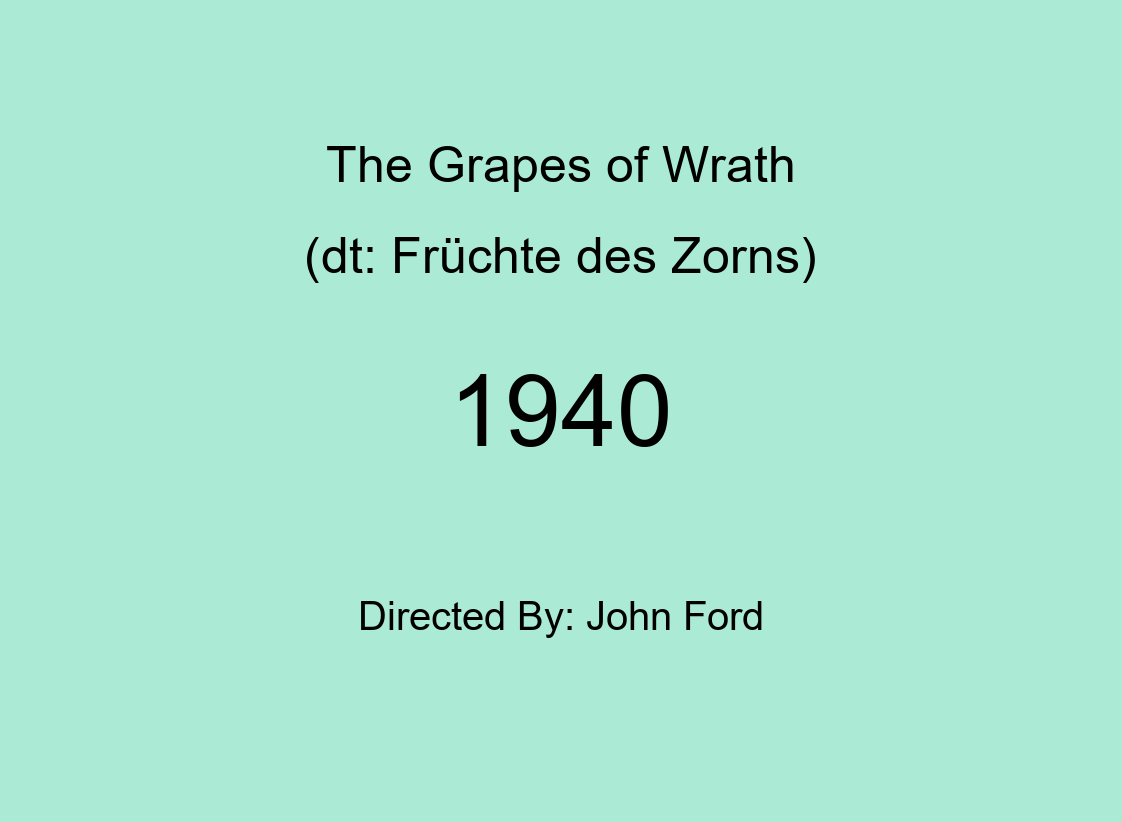 The Grapes of Wrath
(dt: Früchte des Zorns)
1940
Directed By: John Ford